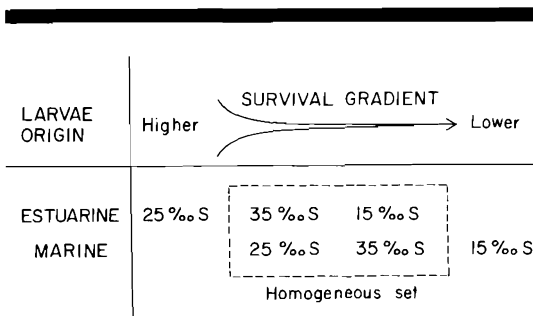 SURVIVAL GRADIENT
LARVAE
ORIGIN
Higher
Lower
ESTUARINE 25‰S 35‰S 15‰S
MARINE 25‰S 35‰S 15‰S
Homogeneous set